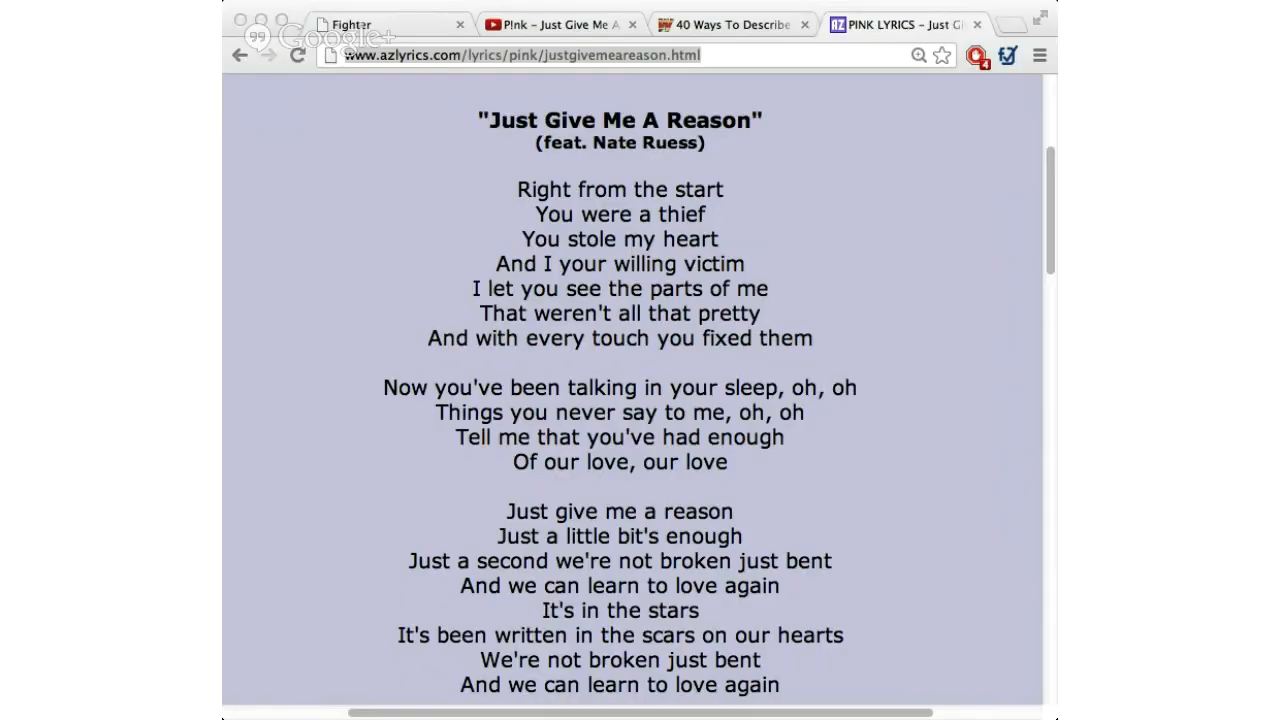 Fighter
P!nk – Just Give Me A
40 Ways To Describe
AZ PINK LYRICS – Just Gi
99 Google+
www.azlyrics.com/lyrics/pink/justgivemeareason.html
4
"Just Give Me A Reason"
(feat. Nate Ruess)
Right from the start
You were a thief
You stole my heart
And I your willing victim
I let you see the parts of me
That weren't all that pretty
And with every touch you fixed them
Now you've been talking in your sleep, oh, oh
Things you never say to me, oh, oh
Tell me that you've had enough
Of our love, our love
Just give me a reason
Just a little bit's enough
Just a second we're not broken just bent
And we can learn to love again
It's in the stars
It's been written in the scars on our hearts
We're not broken just bent
And we can learn to love again